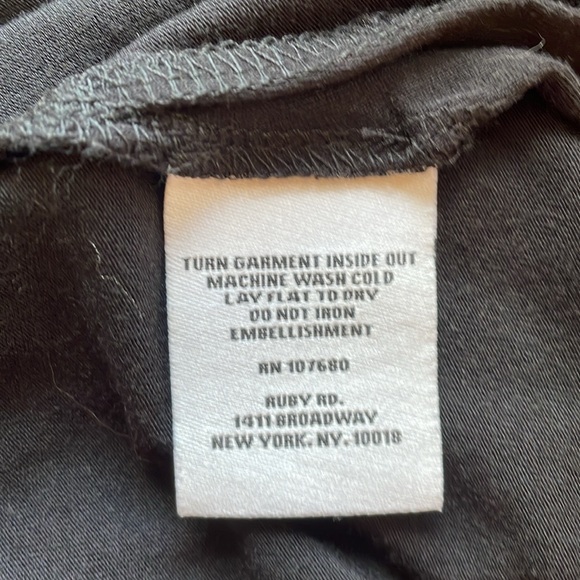 TURN GARMENT INSIDE OUT
MACHINE WASH COLD
LAY FLAT TO DRY
DO NOT IRON
EMBELLISHMENT
RN 107680
RUBY RD.
1411 BROADWAY
NEW YORK, NY. 10018